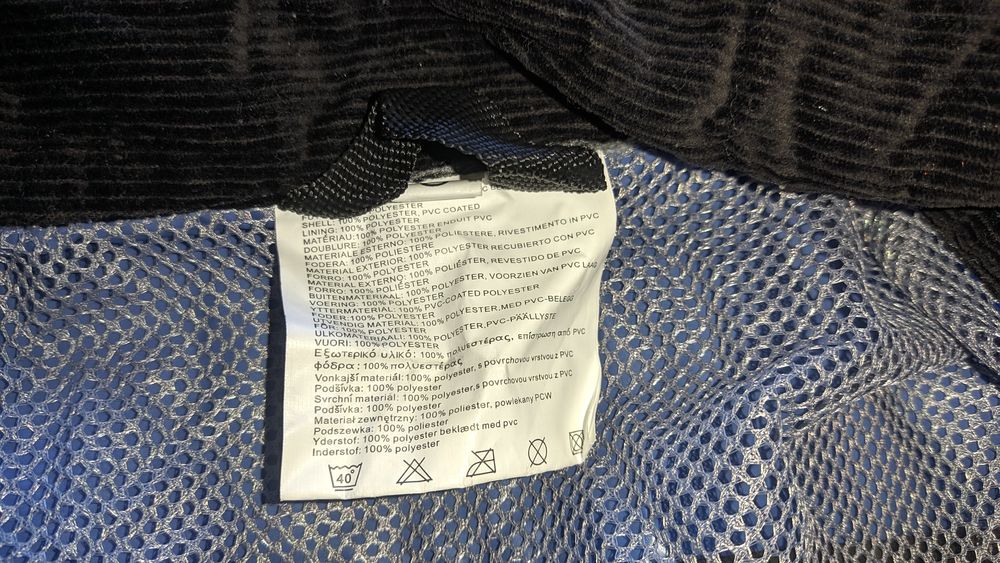 POLYESTER
SHELL: 100% POLYESTER, PVC COATED
LINING: 100% POLYESTER
MATÉRIAU: 100% POLYESTER ENDUIT PVC
DOUBLURE: 100% POLYESTER
MATERIALE ESTERNO: 100% POLIESTERE, RIVESTIMENTO IN PVC
FODERA: 100% POLIESTERE
MATERIAL EXTERIOR: 100% POLYESTER RECUBIERTO CON PVC
FORRO: 100% POLYESTER
MATERIAL EXTERNO: 100% POLIÉSTER, REVESTIDO DE PVC
FORRO: 100% POLIÉSTER
BUITENMATERIAAL: 100% POLYESTER, VOORZIEN VAN PVC LAAG
VOERING: 100% POLYESTER
YTTERMATERIAL: 100% PVC-COATED POLYESTER
FODER: 100% POLYESTER
UTVENDIG MATERIAL: 100% POLYESTER, MED PVC-BELEGG
FÔR: 100% POLYESTER
ULKOMATERIAALI: 100% POLYESTER, PVC-PÄÄLLYSTE
VUORI: 100% POLYESTER
Εξωτερικό υλικό: 100% πολυεστέρας, επίστρωση από PVC
φόδρα: 100% πολυεστέρας
Vonkajší materiál: 100% polyester, s povrchovou vrstvou z PVC
Podšívka: 100% polyester
Svrchní materiál: 100% polyester, s povrchovou vrstvou z PVC
Podšívka: 100% polyester
Materiał zewnętrzny: 100% poliester, powlekany PCW
Podszewka: 100% poliester
Yderstof: 100% polyester beklædt med pvc
Inderstof: 100% polyester
40°